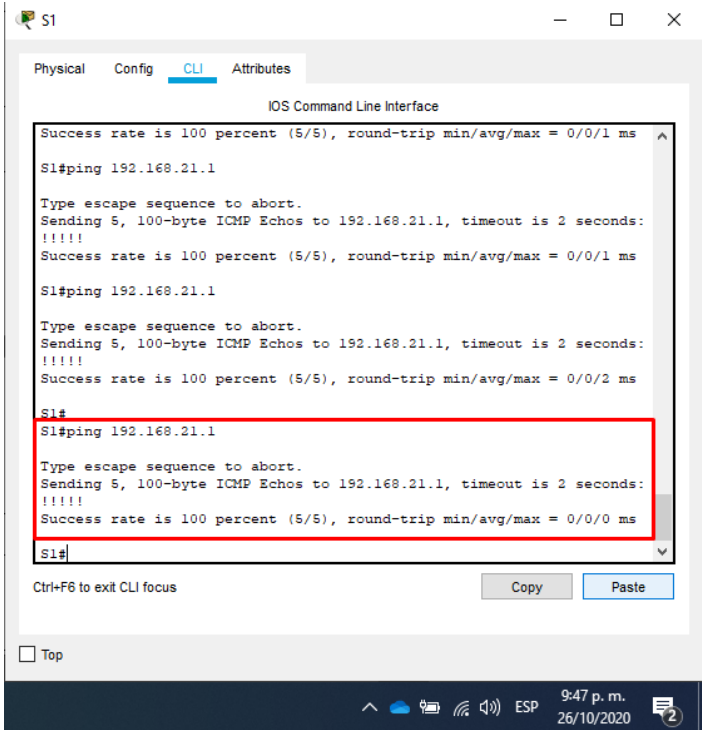 S1
Physical Config CLI Attributes
IOS Command Line Interface
Success rate is 100 percent (5/5), round-trip min/avg/max = 0/0/1 ms
S1#ping 192.168.21.1
Type escape sequence to abort.
Sending 5, 100-byte ICMP Echos to 192.168.21.1, timeout is 2 seconds:
!!!!!
Success rate is 100 percent (5/5), round-trip min/avg/max = 0/0/1 ms
S1#ping 192.168.21.1
Type escape sequence to abort.
Sending 5, 100-byte ICMP Echos to 192.168.21.1, timeout is 2 seconds:
!!!!!
Success rate is 100 percent (5/5), round-trip min/avg/max = 0/0/2 ms
S1#
S1#ping 192.168.21.1
Type escape sequence to abort.
Sending 5, 100-byte ICMP Echos to 192.168.21.1, timeout is 2 seconds:
!!!!!
Success rate is 100 percent (5/5), round-trip min/avg/max = 0/0/0 ms
S1#
Ctrl+F6 to exit CLI focus
Copy Paste
Top
ESP
9:47 p. m.
26/10/2020
2